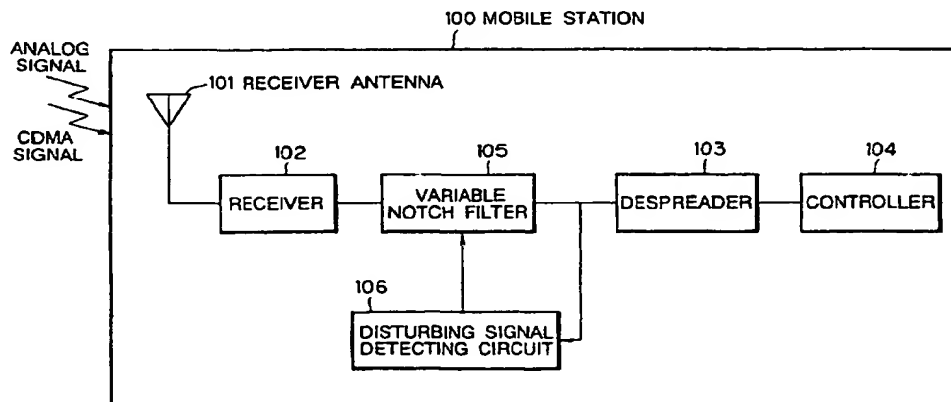 100 MOBILE STATION
ANALOG
SIGNAL
101 RECEIVER ANTENNA
CDMA
SIGNAL
102
105
103
104
RECEIVER
VARIABLE
NOTCH FILTER
DESPREADER
CONTROLLER
106
DISTURBING SIGNAL
DETECTING CIRCUIT